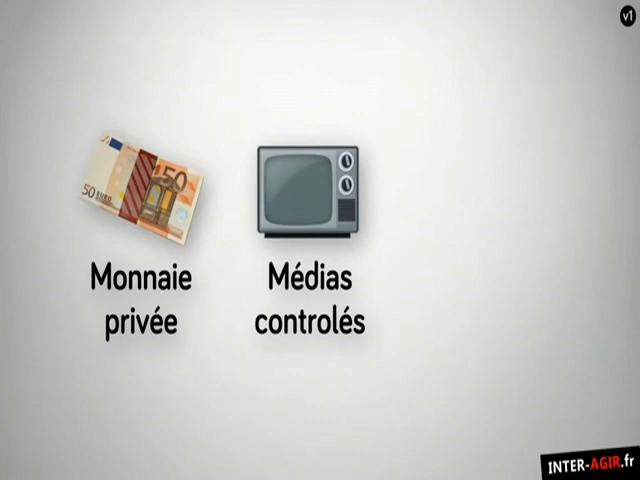 v1
50 EURO
50
Monnaie
privée
Médias
controlés
INTER-AGIR.fr